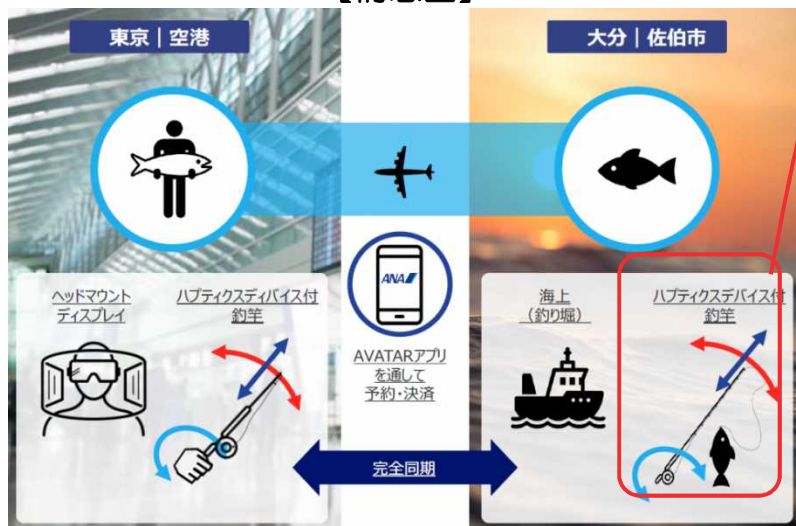 東京｜空港
大分｜佐伯市
ANA
ヘッドマウント
ディスプレイ
ハプティクスディバイス付
釣竿
AVATARアプリ
を通して
予約・決済
海上
（釣り堀）
ハプティクスデバイス付
釣竿
完全同期